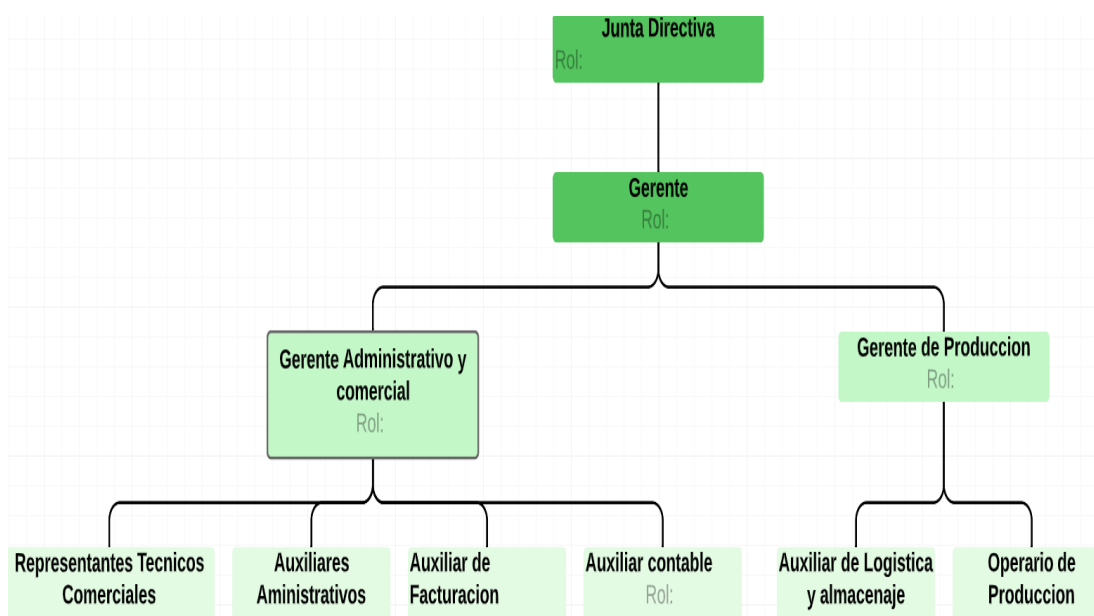 Junta Directiva
Rol:
Gerente
Rol:
Gerente Administrativo y
comercial
Rol:
Gerente de Produccion
Rol:
Representantes Tecnicos
Comerciales
Auxiliares
Aministrativos
Auxiliar de
Facturacion
Auxiliar contable
Rol:
Auxiliar de Logistica
y almacenaje
Operario de
Produccion